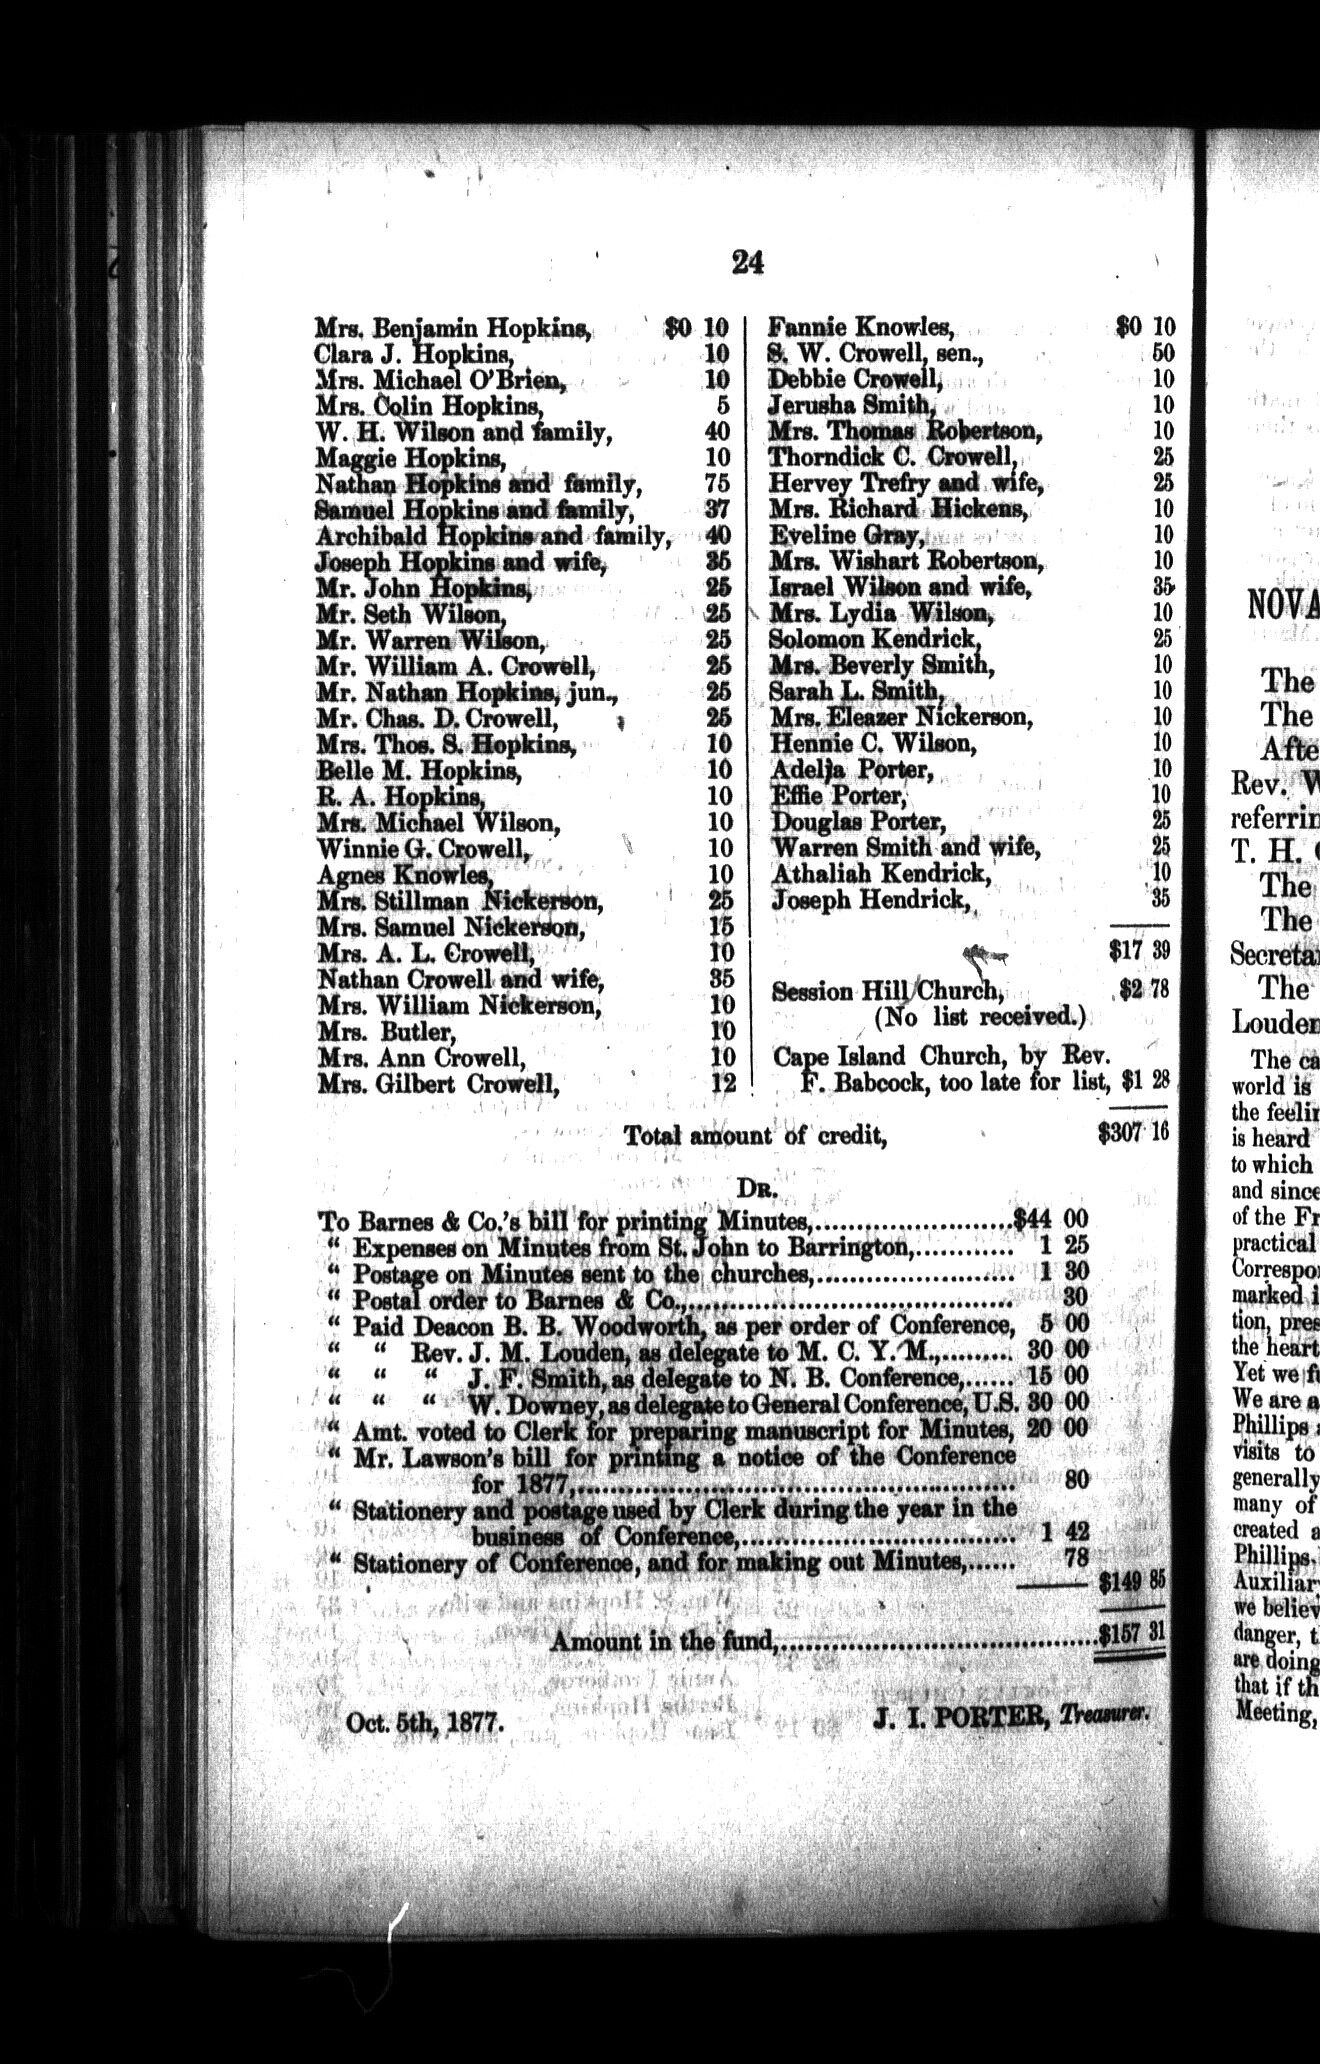 24
Mrs. Benjamin Hopkins, $0 10
Clara J. Hopkins, 10
Mrs. Michael O'Brien, 10
Mrs. Colin Hopkins, 5
W. H. Wilson and family, 40
Maggie Hopkins, 10
Nathan Hopkins and family, 75
Samuel Hopkins and family, 37
Archibald Hopkins and family, 40
Joseph Hopkins and wife, 35
Mr. John Hopkins, 25
Mr. Seth Wilson, 25
Mr. Warren Wilson, 25
Mr. William A. Crowell, 25
Mr. Nathan Hopkins, jun., 25
Mr. Chas. D. Crowell, 25
Mrs. Thos. S. Hopkins, 10
Belle M. Hopkins, 10
R. A. Hopkins, 10
Mrs. Michael Wilson, 10
Winnie G. Crowell, 10
Agnes Knowles, 10
Mrs. Stillman Nickerson, 25
Mrs. Samuel Nickerson, 15
Mrs. A. L. Crowell, 10
Nathan Crowell and wife, 35
Mrs. William Nickerson, 10
Mrs. Butler, 10
Mrs. Ann Crowell, 10
Mrs. Gilbert Crowell, 12
Fannie Knowles, $0 10
S. W. Crowell, sen., 50
Debbie Crowell, 10
Jerusha Smith, 10
Mrs. Thomas Robertson, 10
Thorndick C. Crowell, 25
Hervey Trefry and wife, 25
Mrs. Richard Hickens, 10
Eveline Gray, 10
Mrs. Wishart Robertson, 10
Israel Wilson and wife, 35
Mrs. Lydia Wilson, 10
Solomon Kendrick, 25
Mrs. Beverly Smith, 10
Sarah L. Smith, 10
Mrs. Eleazer Nickerson, 10
Hennie C. Wilson, 10
Adelia Porter, 10
Effie Porter, 10
Douglas Porter, 25
Warren Smith and wife, 25
Athaliah Kendrick, 10
Joseph Hendrick, 35
$17 39
Session Hill Church, $2 78
(No list received.)
Cape Island Church, by Rev.
F. Babcock, too late for list, $1 28
Total amount of credit, $307 16
DR.
To Barnes & Co.'s bill for printing Minutes,........................$44 00
" Expenses on Minutes from St. John to Barrington,............ 1 25
" Postage on Minutes sent to the churches,........................ 1 30
" Postal order to Barnes & Co.,....................................... 30
" Paid Deacon B. B. Woodworth, as per order of Conference, 5 00
" " Rev. J. M. Louden, as delegate to M. C. Y. M.,......... 30 00
" " " J. F. Smith, as delegate to N. B. Conference,...... 15 00
" " " W. Downey, as delegate to General Conference, U.S. 30 00
" Amt. voted to Clerk for preparing manuscript for Minutes, 20 00
" Mr. Lawson's bill for printing a notice of the Conference
for 1877,..................................................... 80
" Stationery and postage used by Clerk during the year in the
business of Conference,.................................. 1 42
" Stationery of Conference, and for making out Minutes,...... 78
$149 85
Amount in the fund,.......................................$157 31
Oct. 5th, 1877. J. I. PORTER, Treasurer.
NOVA
The
The
Afte
Rev. W
referrin
T. H.
The
The
Secretar
The
Louden
The ca
world is
the feelin
is heard
to which
and since
of the Fr
practical
Correspon
marked i
tion, pres
the heart
Yet we fu
We are a
Phillips
visits to
generally
many of
created a
Phillips.
Auxiliar
we believ
danger, t
are doing
that if th
Meeting,